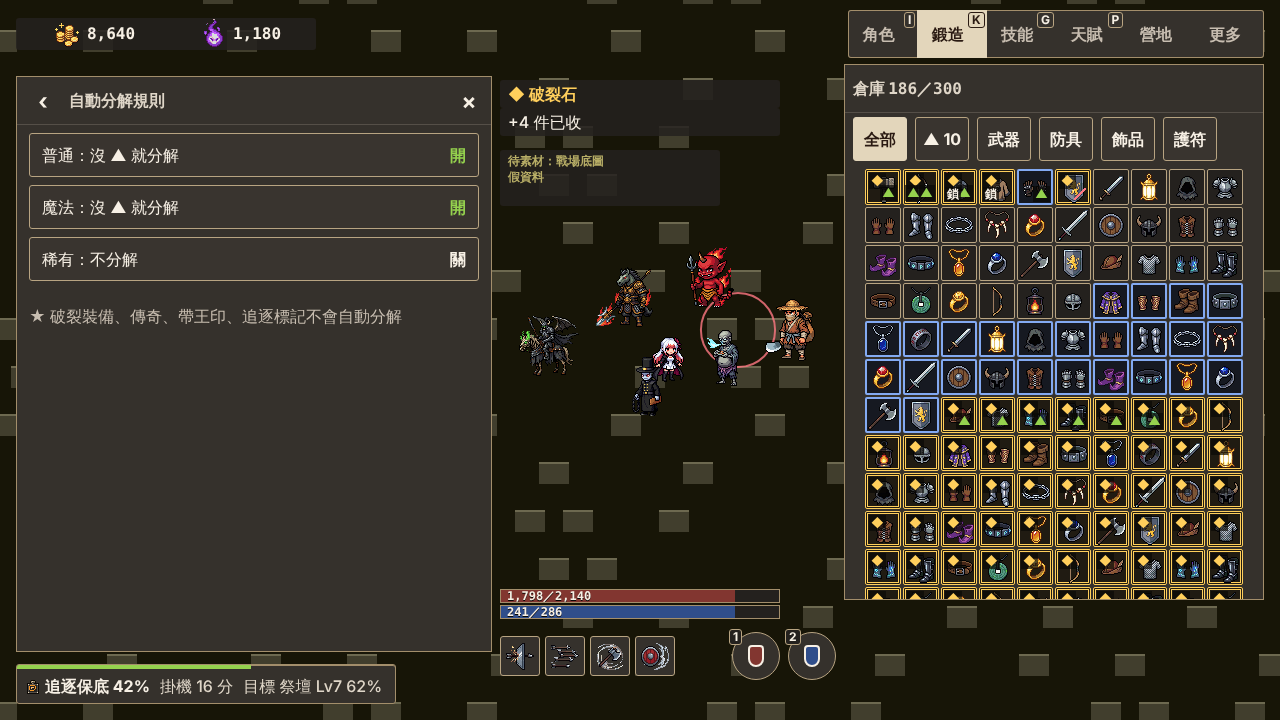 8,640
1,180
角色 I
鍛造 K
技能 G
天賦 P
營地
更多
‹ 自動分解規則 ×
普通：沒 ▲ 就分解 開
魔法：沒 ▲ 就分解 開
稀有：不分解 關
★ 破裂裝備、傳奇、帶王印、追逐標記不會自動分解
◆ 破裂石
+4 件已收
待素材：戰場底圖
假資料
倉庫 186／300
全部
▲ 10
武器
防具
飾品
護符
鎖
鎖
1,798／2,140
241／286
1
2
追逐保底 42% 掛機 16 分 目標 祭壇 Lv7 62%